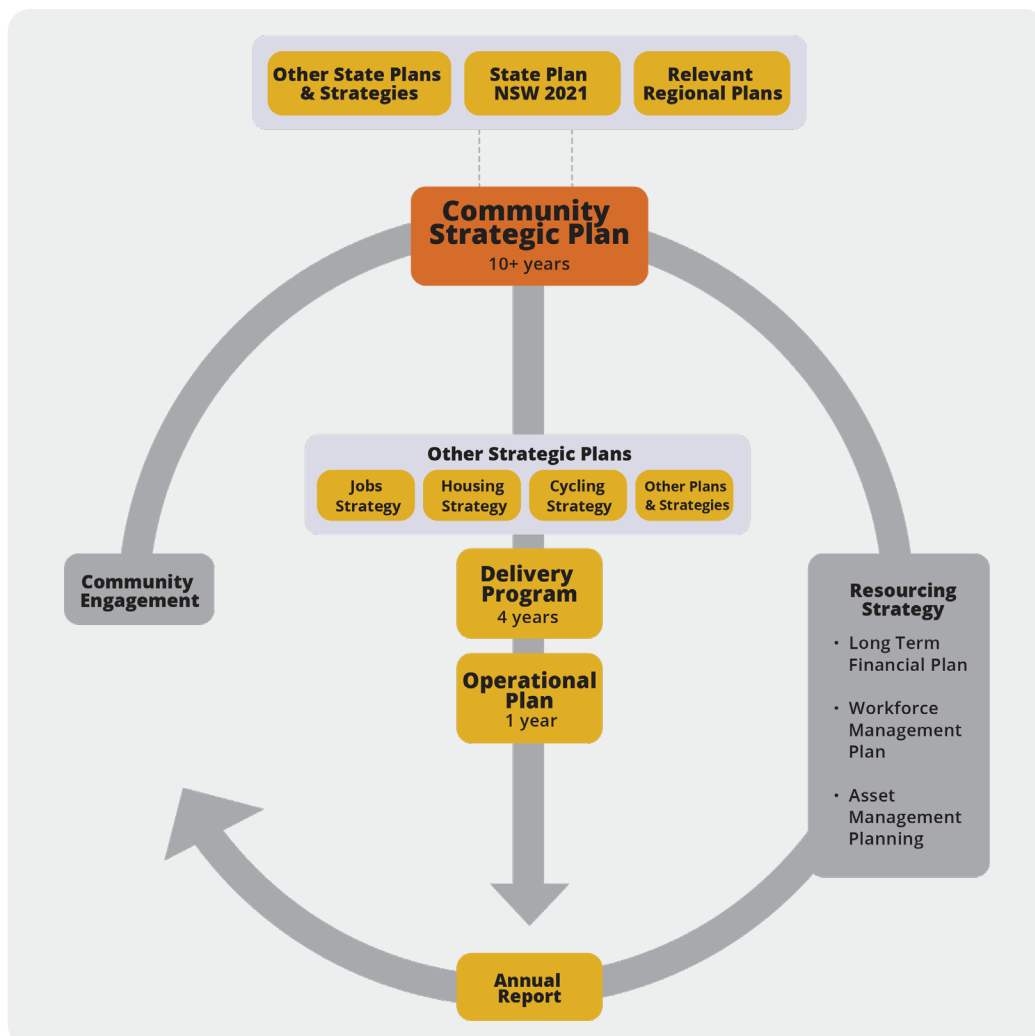 Other State Plans
& Strategies
State Plan
NSW 2021
Relevant
Regional Plans
Community
Strategic Plan
10+ years
Other Strategic Plans
Jobs
Strategy
Housing
Strategy
Cycling
Strategy
Other Plans
& Strategies
Community
Engagement
Delivery
Program
4 years
Operational
Plan
1 year
Resourcing
Strategy
• Long Term
Financial Plan
• Workforce
Management
Plan
• Asset
Management
Planning
Annual
Report